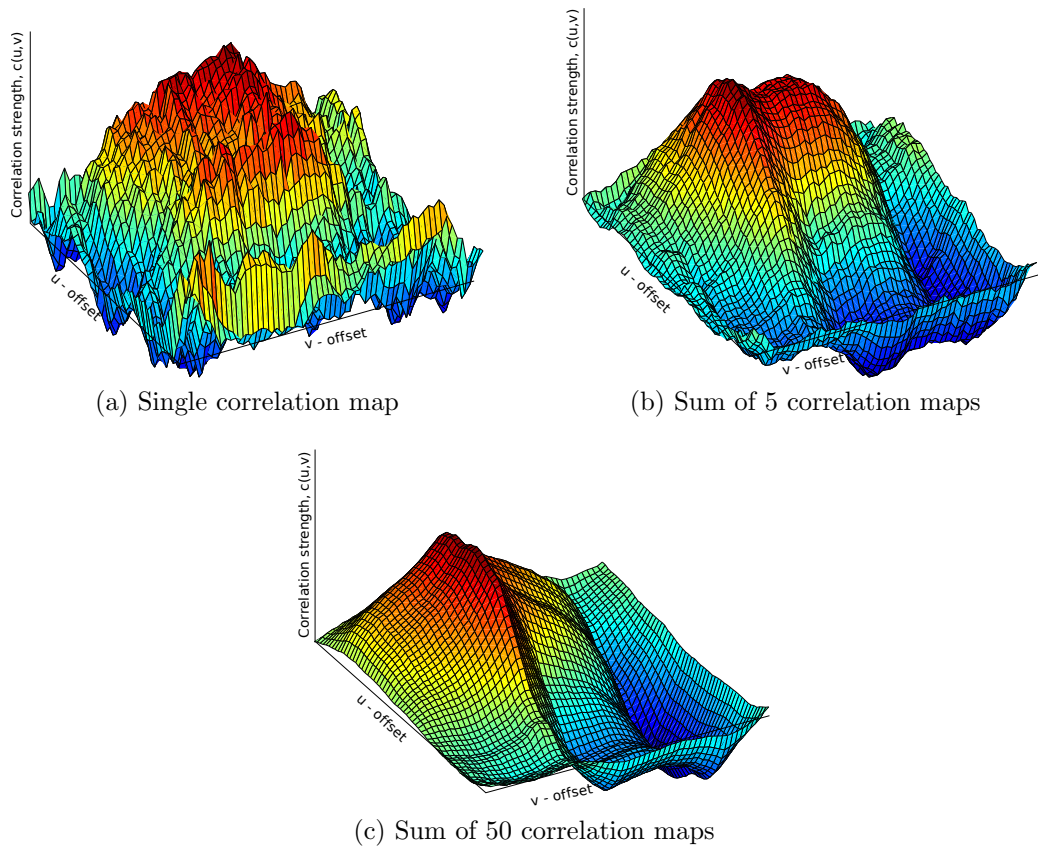 Correlation strength, c(u,v)
u - offset
v - offset
(a) Single correlation map
Correlation strength, c(u,v)
u - offset
v - offset
(b) Sum of 5 correlation maps
Correlation strength, c(u,v)
u - offset
v - offset
(c) Sum of 50 correlation maps